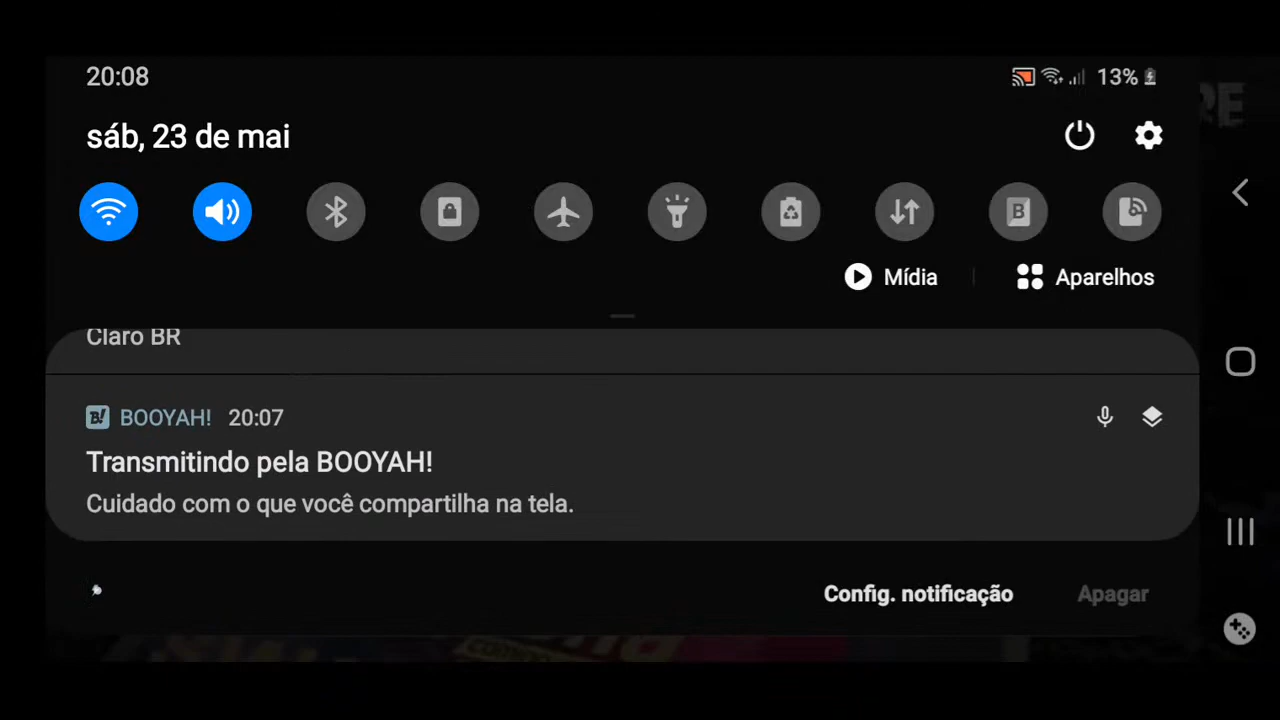 20:08
13%
sáb, 23 de mai
Mídia
Aparelhos
Claro BR
BOOYAH! 20:07
Transmitindo pela BOOYAH!
Cuidado com o que você compartilha na tela.
Config. notificação
Apagar